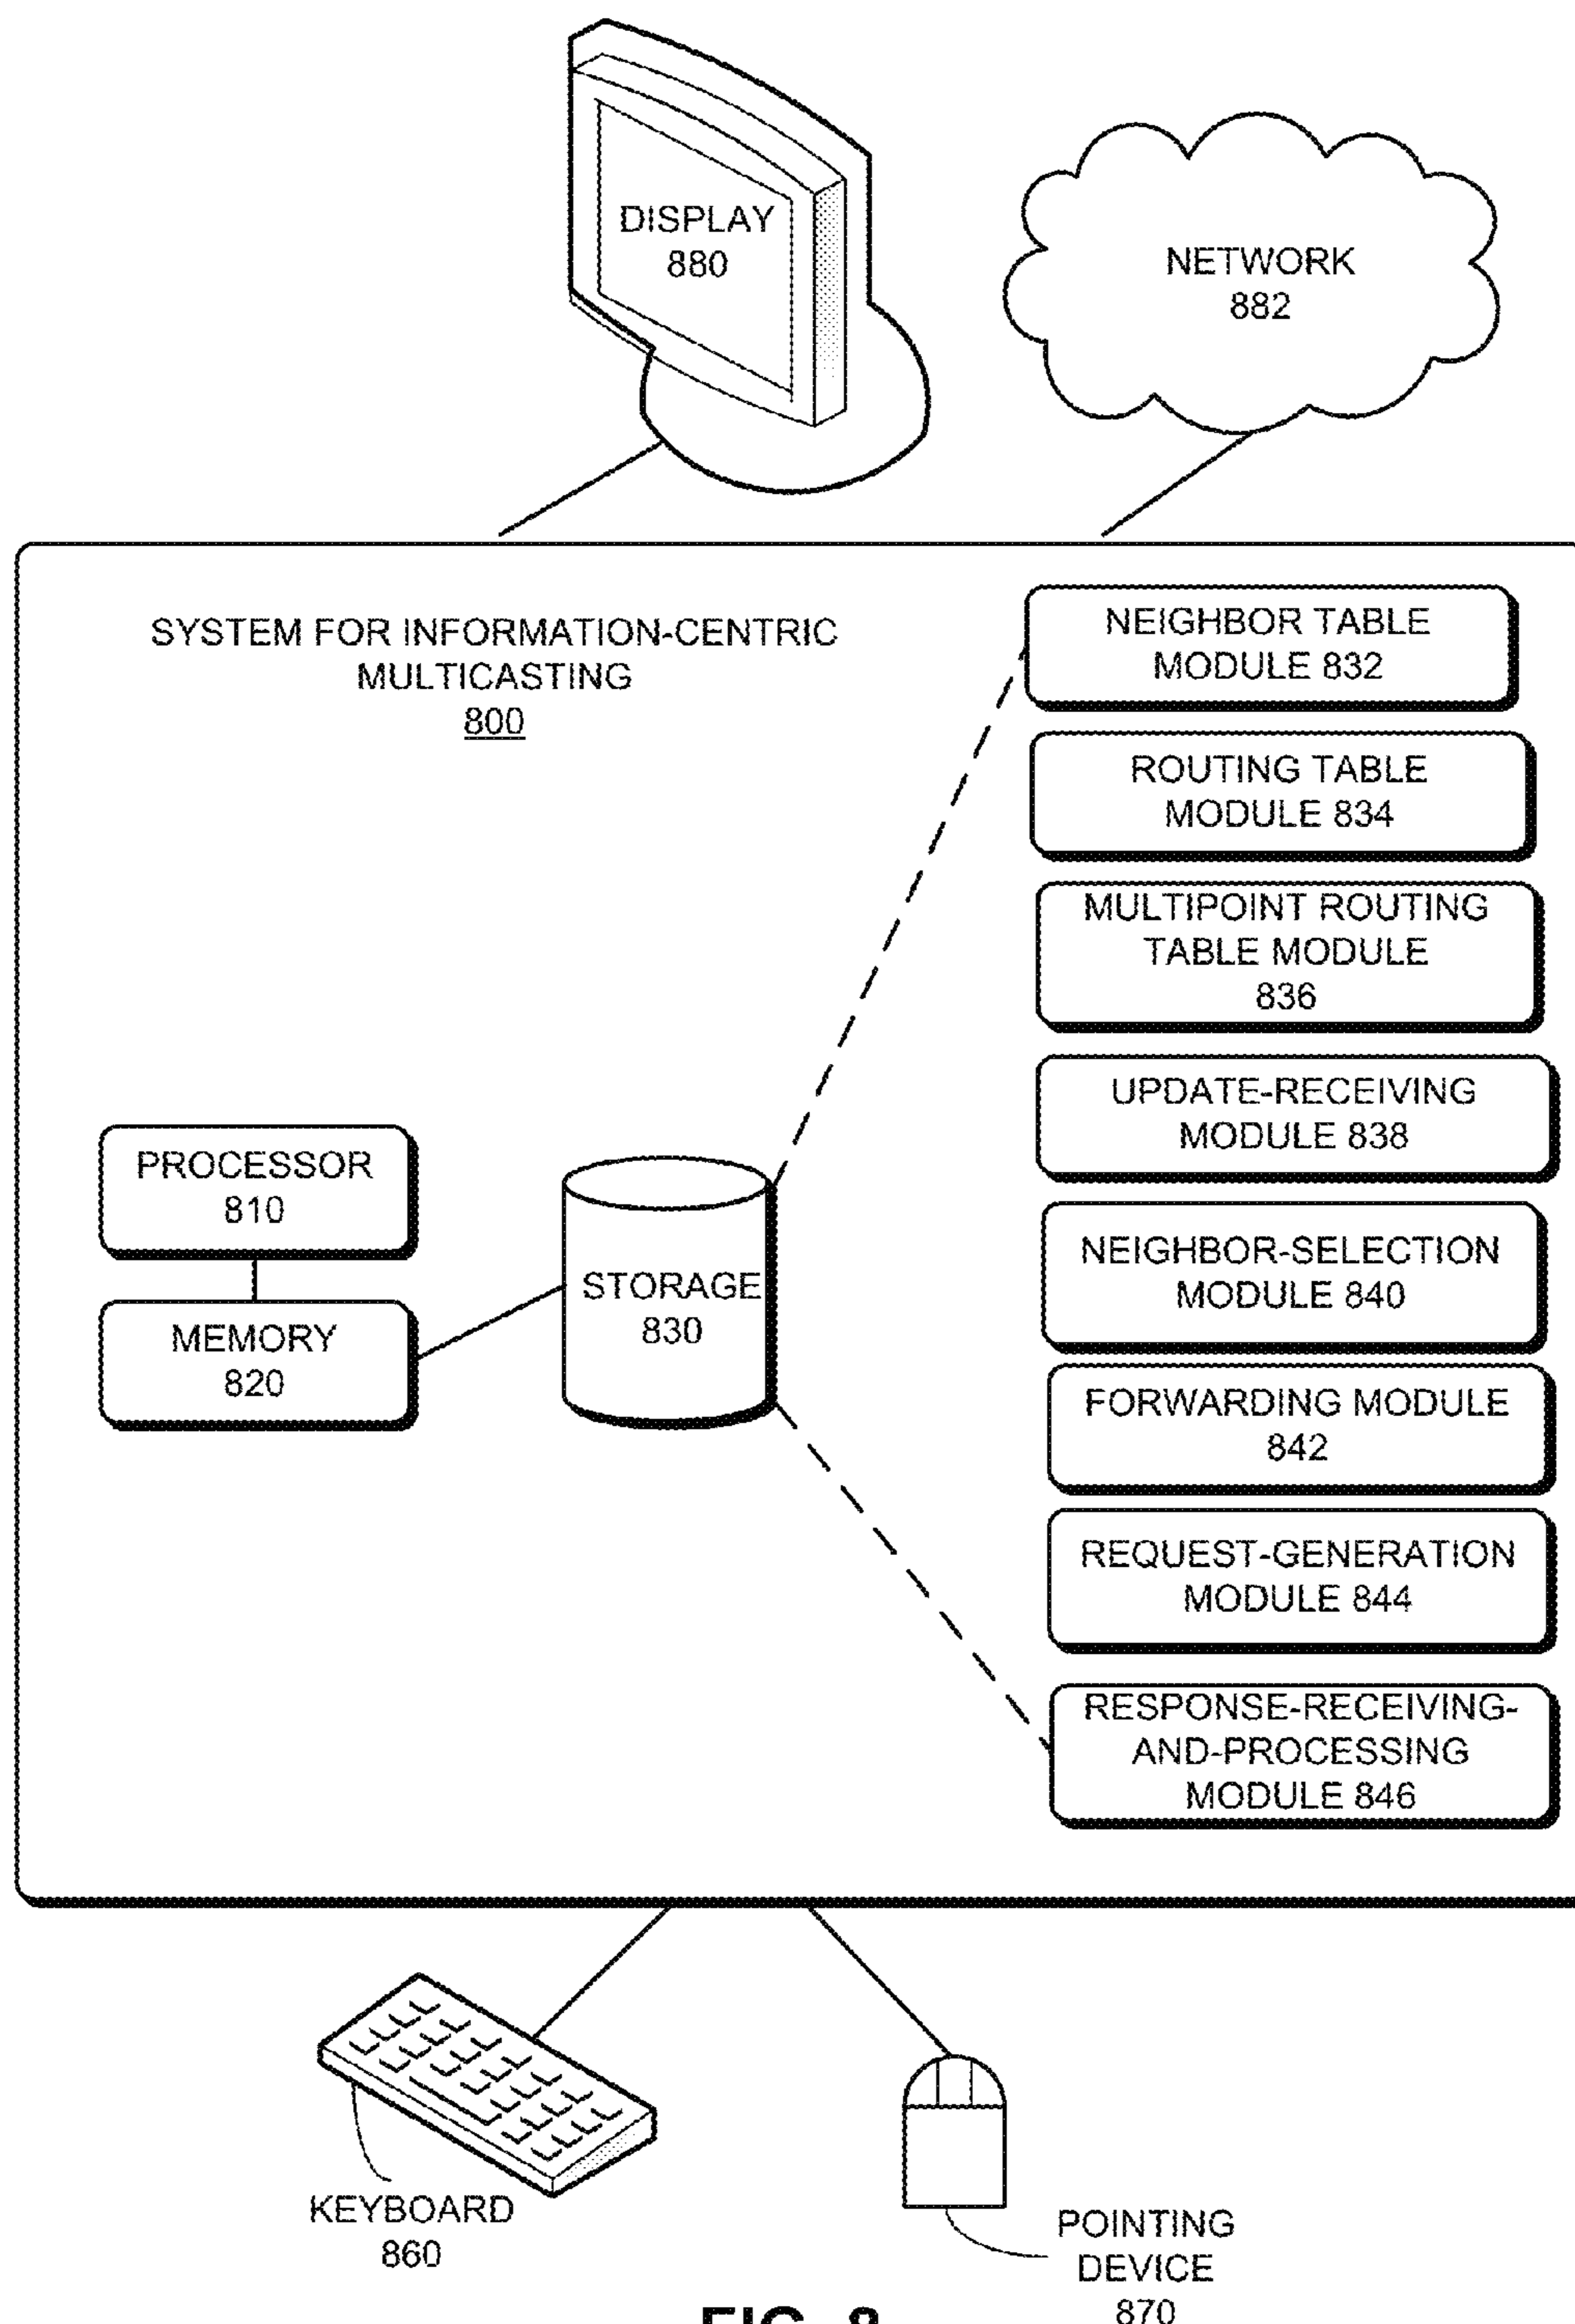 DISPLAY
880
NETWORK
882
SYSTEM FOR INFORMATION-CENTRIC
MULTICASTING
800
NEIGHBOR TABLE
MODULE 832
ROUTING TABLE
MODULE 834
MULTIPOINT ROUTING
TABLE MODULE
836
UPDATE-RECEIVING
MODULE 838
PROCESSOR
810
MEMORY
820
STORAGE
830
NEIGHBOR-SELECTION
MODULE 840
FORWARDING MODULE
842
REQUEST-GENERATION
MODULE 844
RESPONSE-RECEIVING-
AND-PROCESSING
MODULE 846
KEYBOARD
860
POINTING
DEVICE
870
FIG. 8